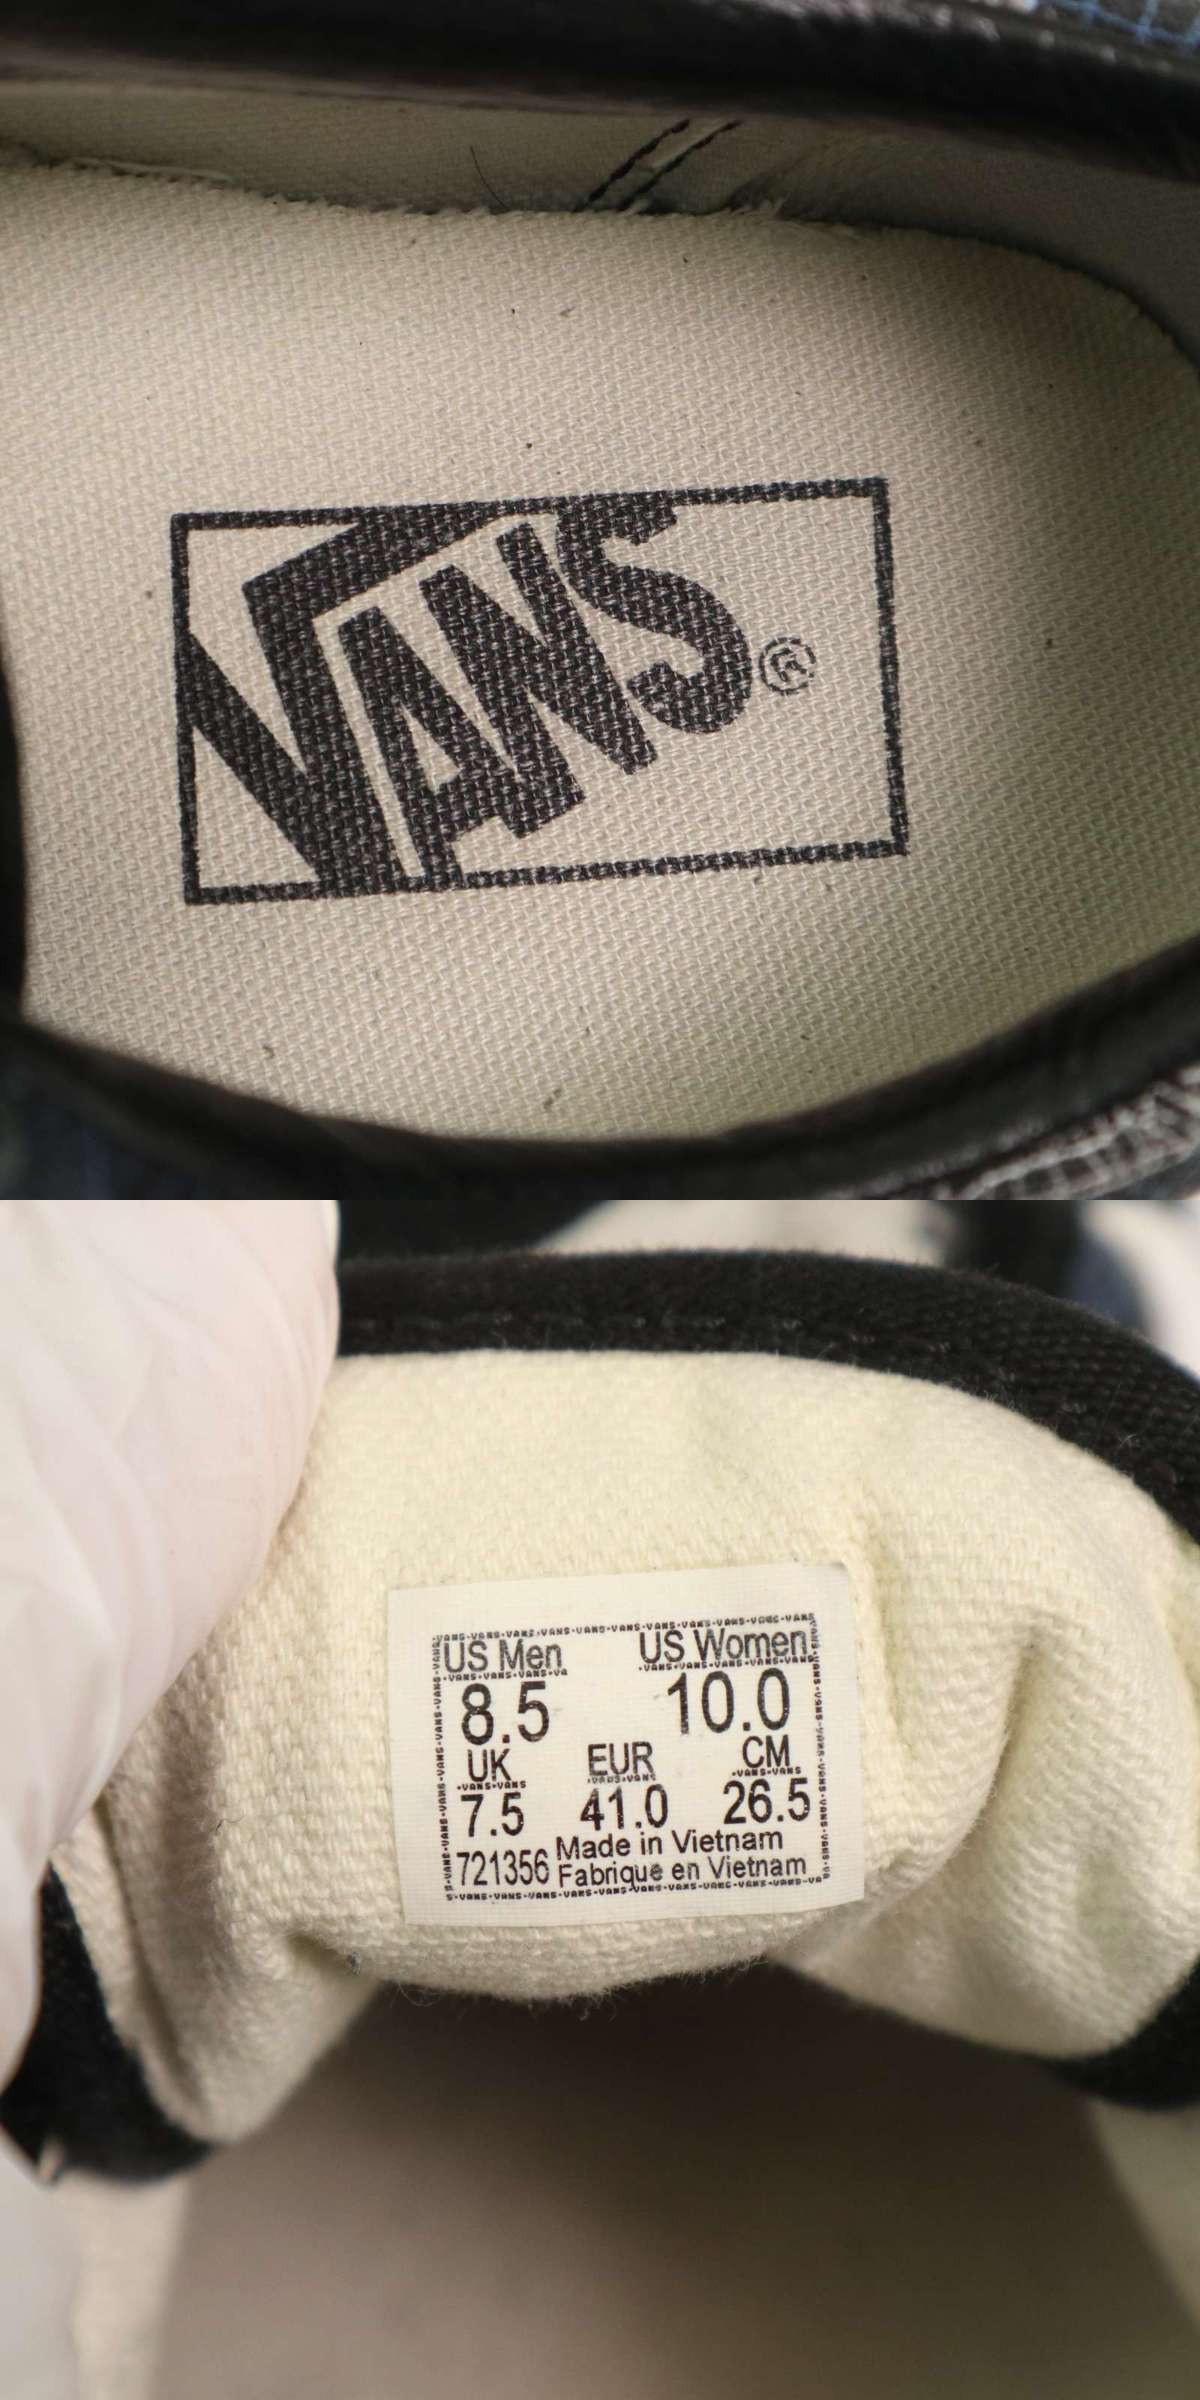 VANS®
US Men US Women
8.5 10.0
UK EUR CM
7.5 41.0 26.5
721356 Made in Vietnam
Fabrique en Vietnam